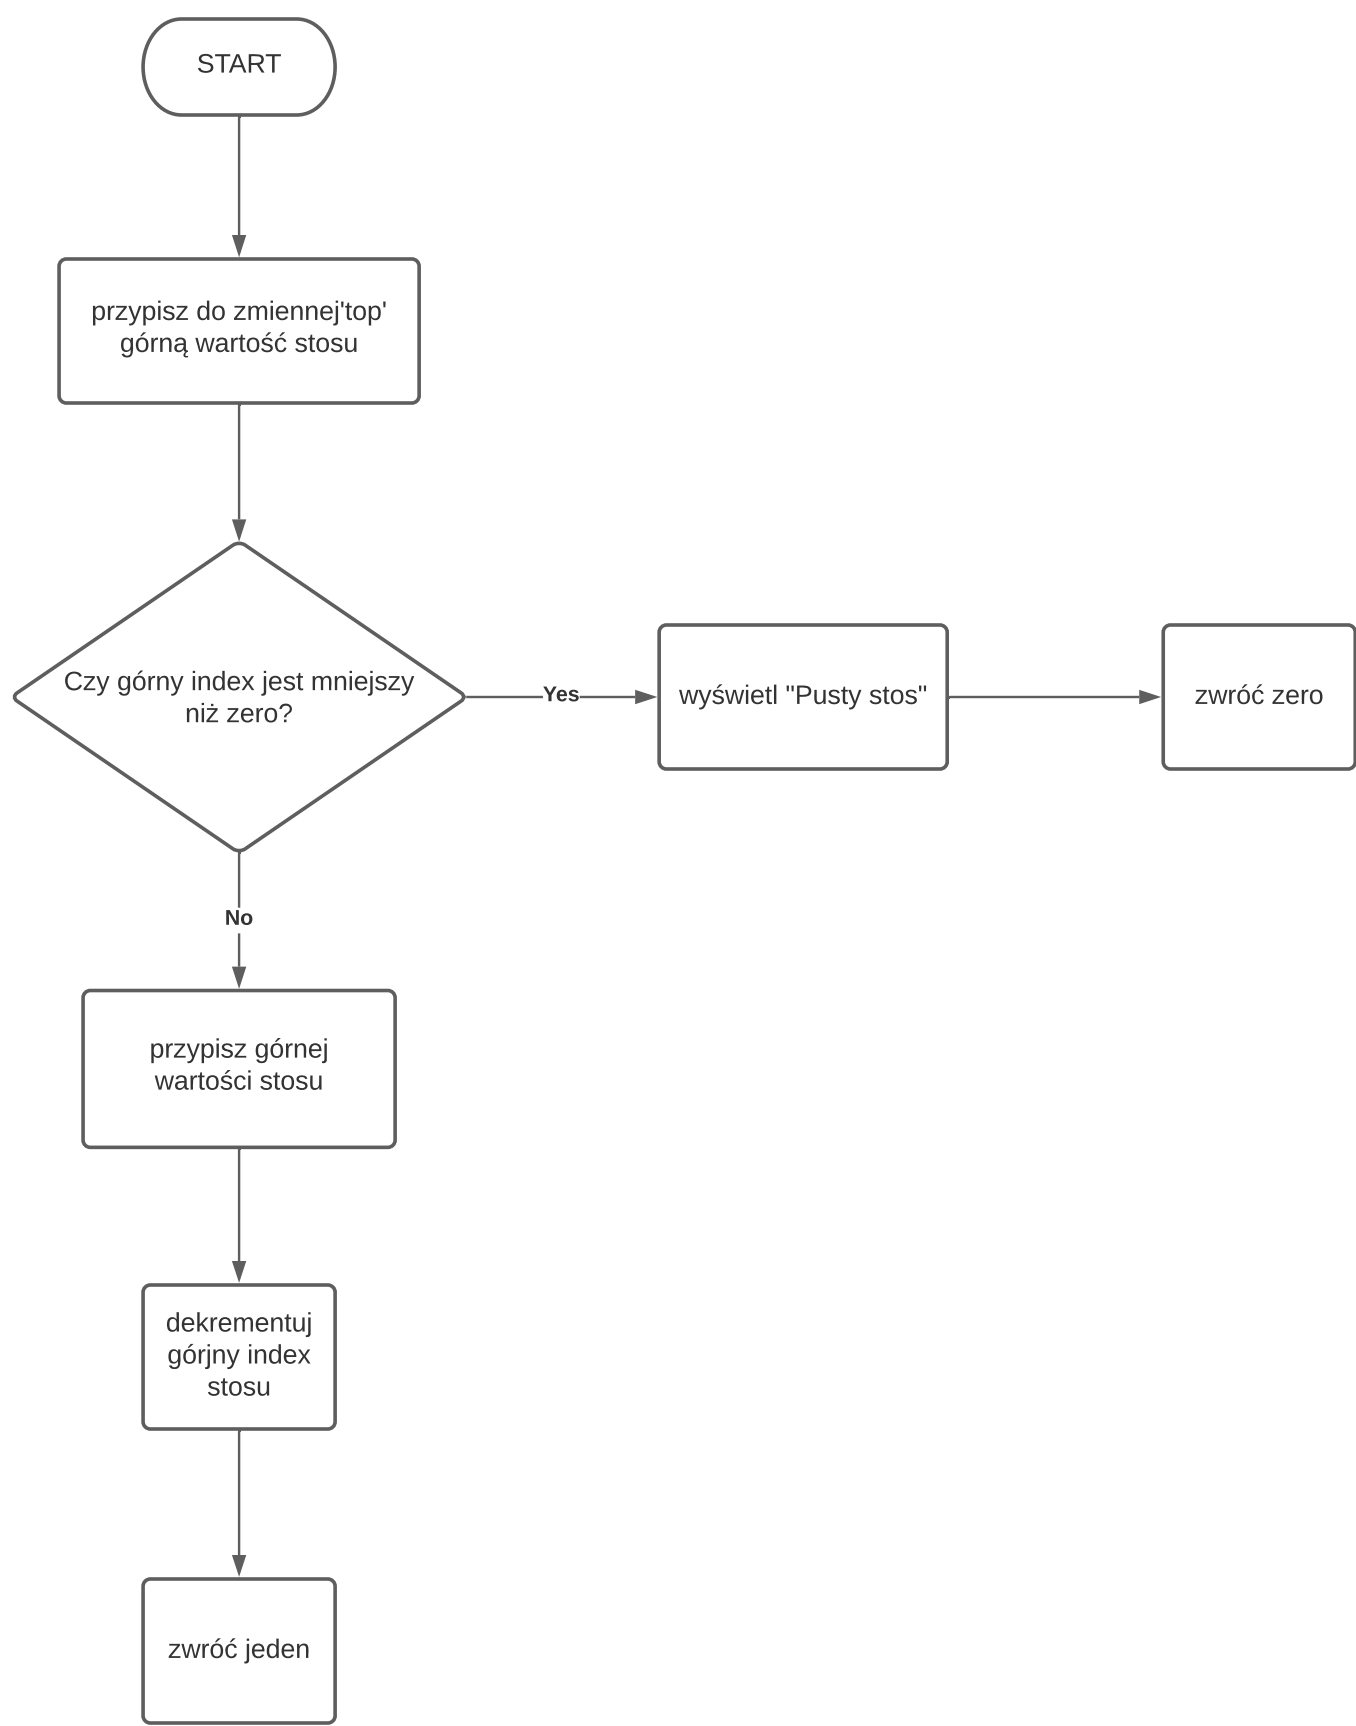 START
przypisz do zmiennej'top'
górną wartość stosu
Czy górny index jest mniejszy
niż zero?
Yes
wyświetl "Pusty stos"
zwróć zero
No
przypisz górnej
wartości stosu
dekrementuj
górjny index
stosu
zwróć jeden